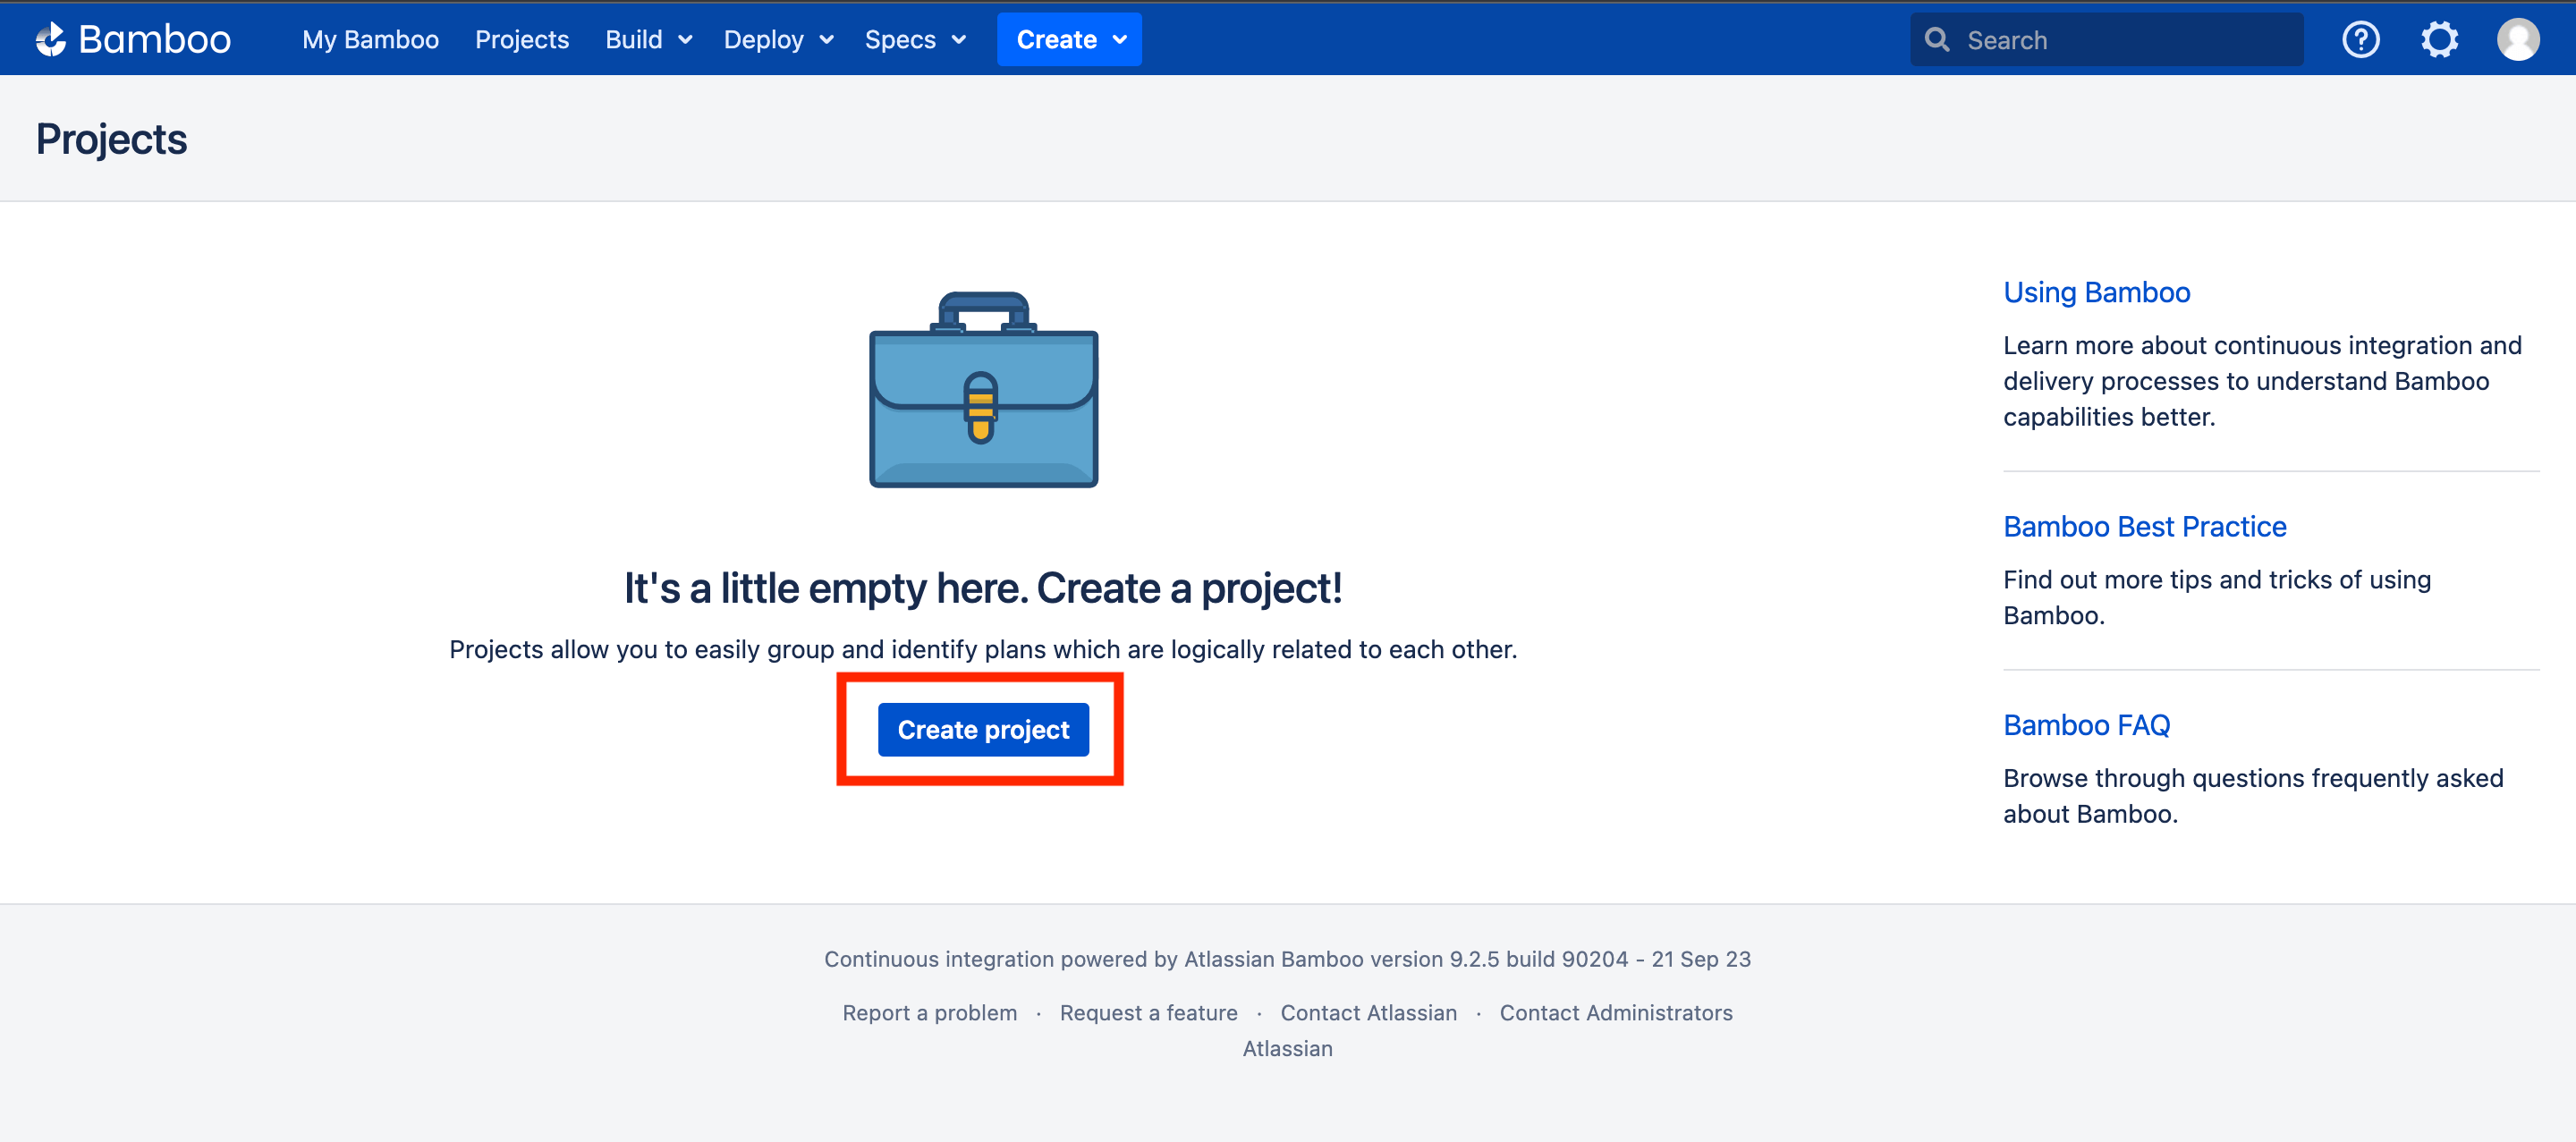 Bamboo My Bamboo Projects Build Deploy Specs Create Search
Projects
It's a little empty here. Create a project!
Projects allow you to easily group and identify plans which are logically related to each other.
Create project
Using Bamboo
Learn more about continuous integration and
delivery processes to understand Bamboo
capabilities better.
Bamboo Best Practice
Find out more tips and tricks of using
Bamboo.
Bamboo FAQ
Browse through questions frequently asked
about Bamboo.
Continuous integration powered by Atlassian Bamboo version 9.2.5 build 90204 - 21 Sep 23
Report a problem · Request a feature · Contact Atlassian · Contact Administrators
Atlassian